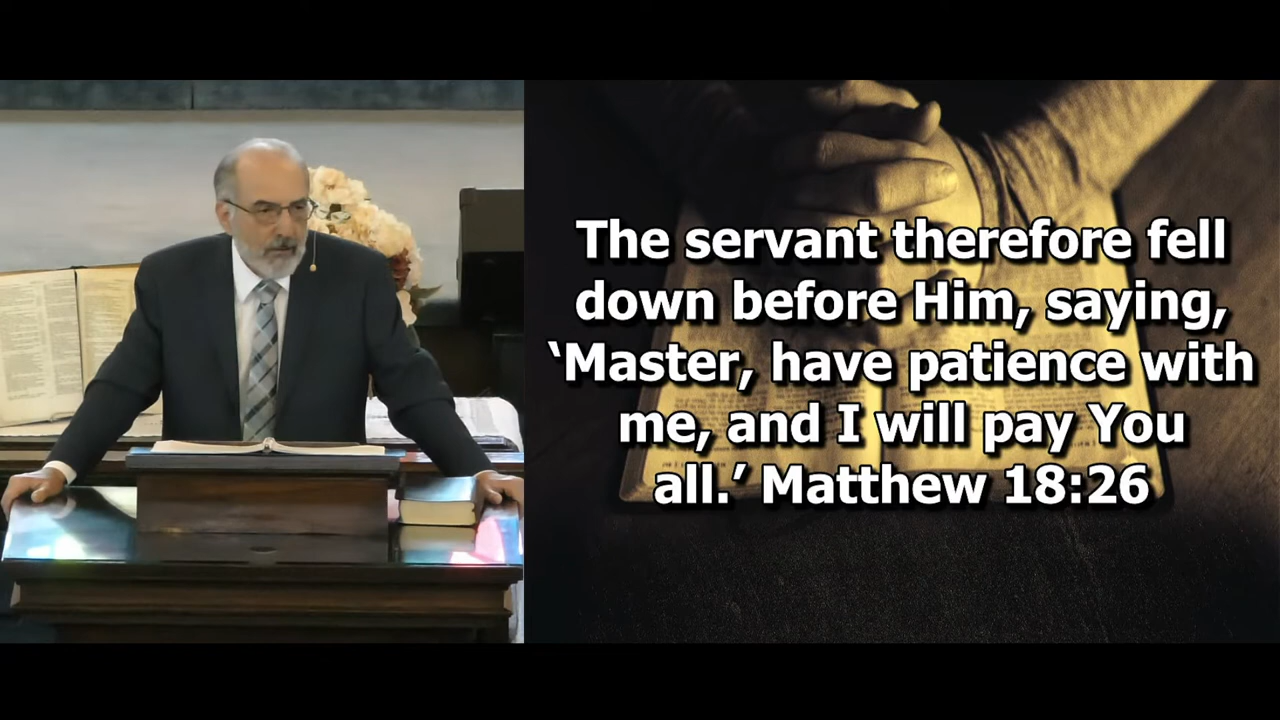 The servant therefore fell
down before Him, saying,
‘Master, have patience with
me, and I will pay You
all.’ Matthew 18:26